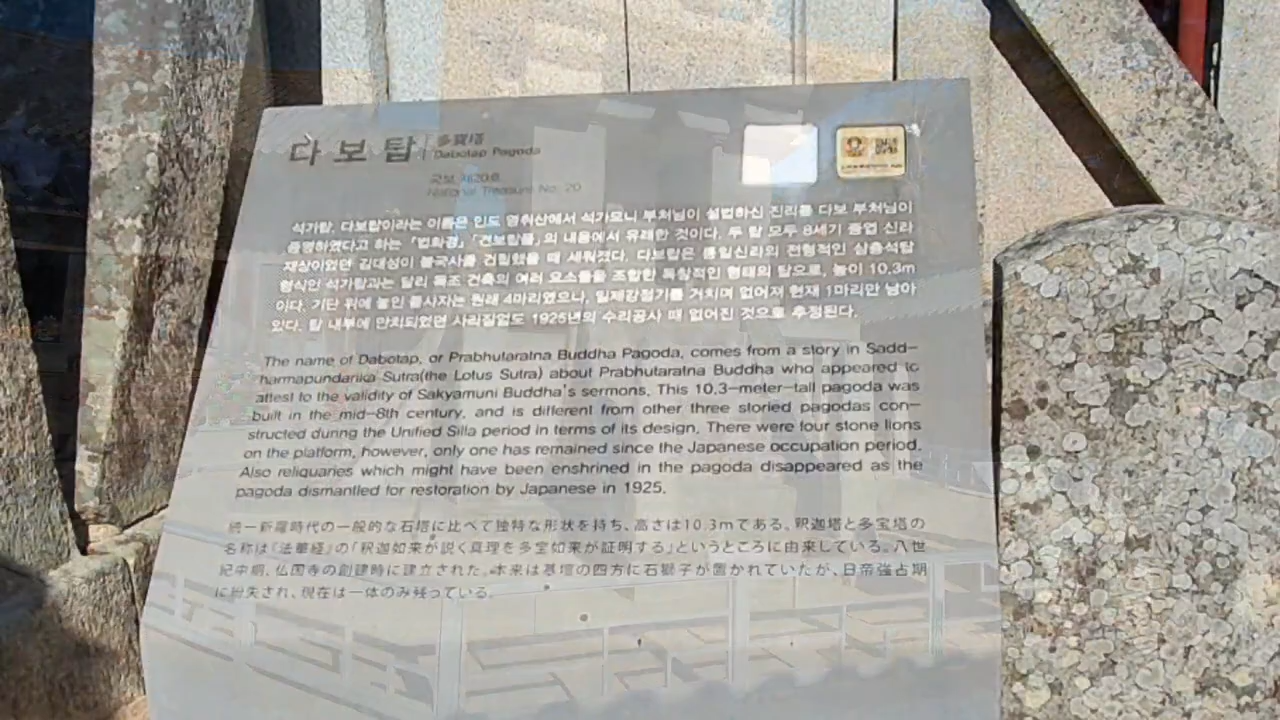 다보탑 多寶塔
Dabotap Pagoda
국보 제20호
National Treasure No. 20
석가탑, 다보탑이라는 이름은 인도 영취산에서 석가모니 부처님이 설법하신 진리를 다보 부처님이
증명하였다고 하는 『법화경』「견보탑품」의 내용에서 유래한 것이다. 두 탑 모두 8세기 중엽 신라
재상이었던 김대성이 불국사를 건립했을 때 세워졌다. 다보탑은 통일신라의 전형적인 삼층석탑
형식인 석가탑과는 달리 목조 건축의 여러 요소들을 조합한 독창적인 형태의 탑으로, 높이 10.3m
이다. 기단 위에 놓인 돌사자는 원래 4마리였으나, 일제강점기를 거치며 없어져 현재 1마리만 남아
있다. 탑 내부에 안치되었던 사리장엄도 1925년의 수리공사 때 없어진 것으로 추정된다.
The name of Dabotap, or Prabhutaratna Buddha Pagoda, comes from a story in Sadd-
harmapundarika Sutra(the Lotus Sutra) about Prabhutaratna Buddha who appeared to
attest to the validity of Sakyamuni Buddha's sermons. This 10.3-meter-tall pagoda was
built in the mid-8th century, and is different from other three storied pagodas con-
structed during the Unified Silla period in terms of its design. There were four stone lions
on the platform, however, only one has remained since the Japanese occupation period.
Also reliquaries which might have been enshrined in the pagoda disappeared as the
pagoda dismantled for restoration by Japanese in 1925.
統一新羅時代の一般的な石塔に比べて独特な形状を持ち、高さは10.3mである。釈迦塔と多宝塔の
名称は『法華経』の「釈迦如来が説く真理を多宝如来が証明する」というところに由来している。八世
紀中期、仏国寺の創建時に建立された。本来は基壇の四方に石獅子が置かれていたが、日帝強占期
に紛失され、現在は一体のみ残っている。